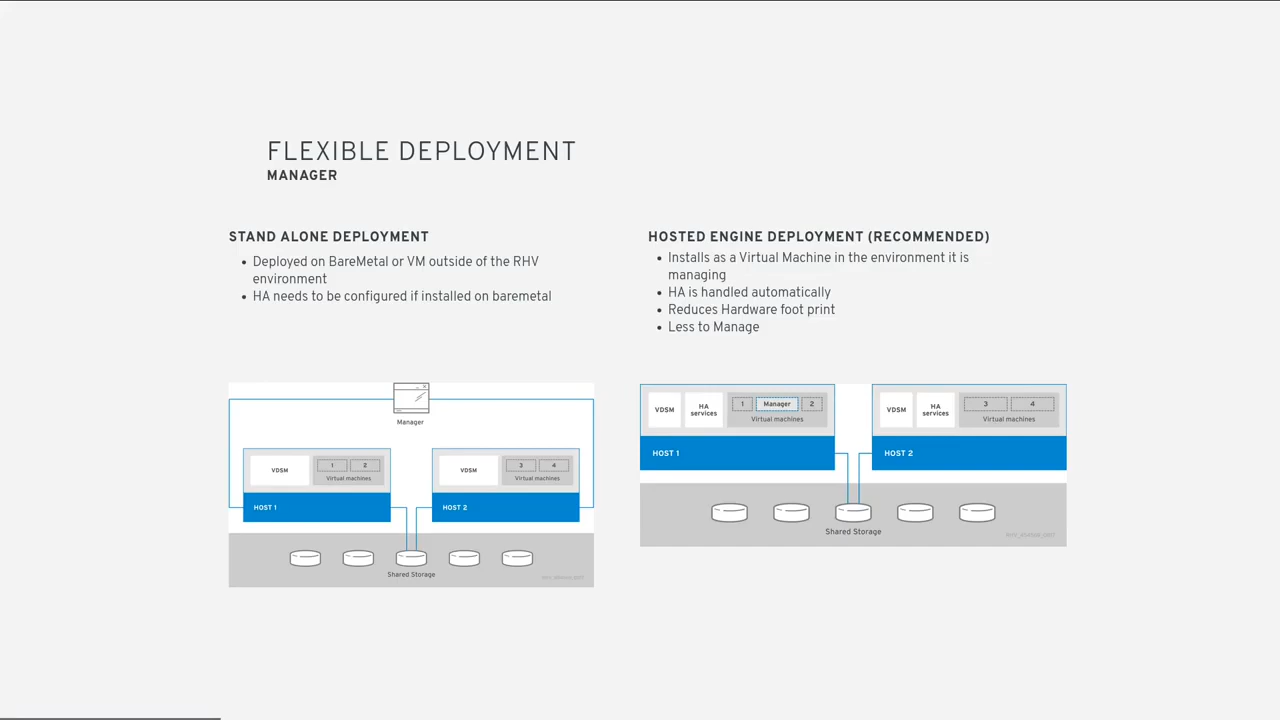 FLEXIBLE DEPLOYMENT
MANAGER
STAND ALONE DEPLOYMENT
• Deployed on BareMetal or VM outside of the RHV
environment
• HA needs to be configured if installed on baremetal
HOSTED ENGINE DEPLOYMENT (RECOMMENDED)
• Installs as a Virtual Machine in the environment it is
managing
• HA is handled automatically
• Reduces Hardware foot print
• Less to Manage
Manager
VDSM
1 2
Virtual machines
HOST 1
VDSM
3 4
Virtual machines
HOST 2
Shared Storage
VDSM
HA
services
1 Manager 2
Virtual machines
HOST 1
VDSM
HA
services
3 4
Virtual machines
HOST 2
Shared Storage